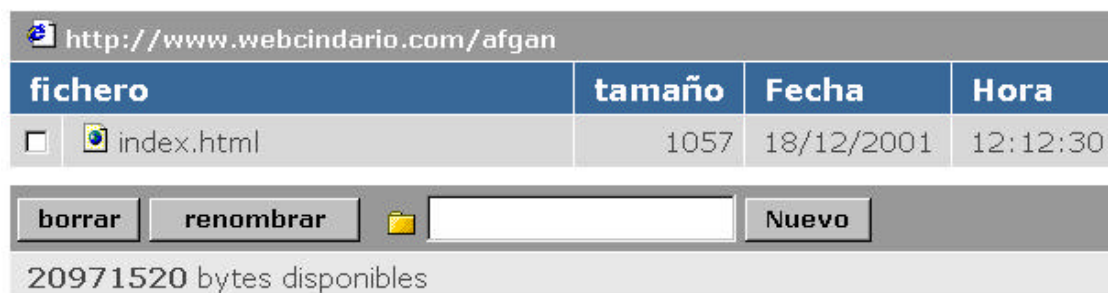 http://www.webcindario.com/afgan
fichero tamaño Fecha Hora
index.html 1057 18/12/2001 12:12:30
borrar renombrar Nuevo
20971520 bytes disponibles